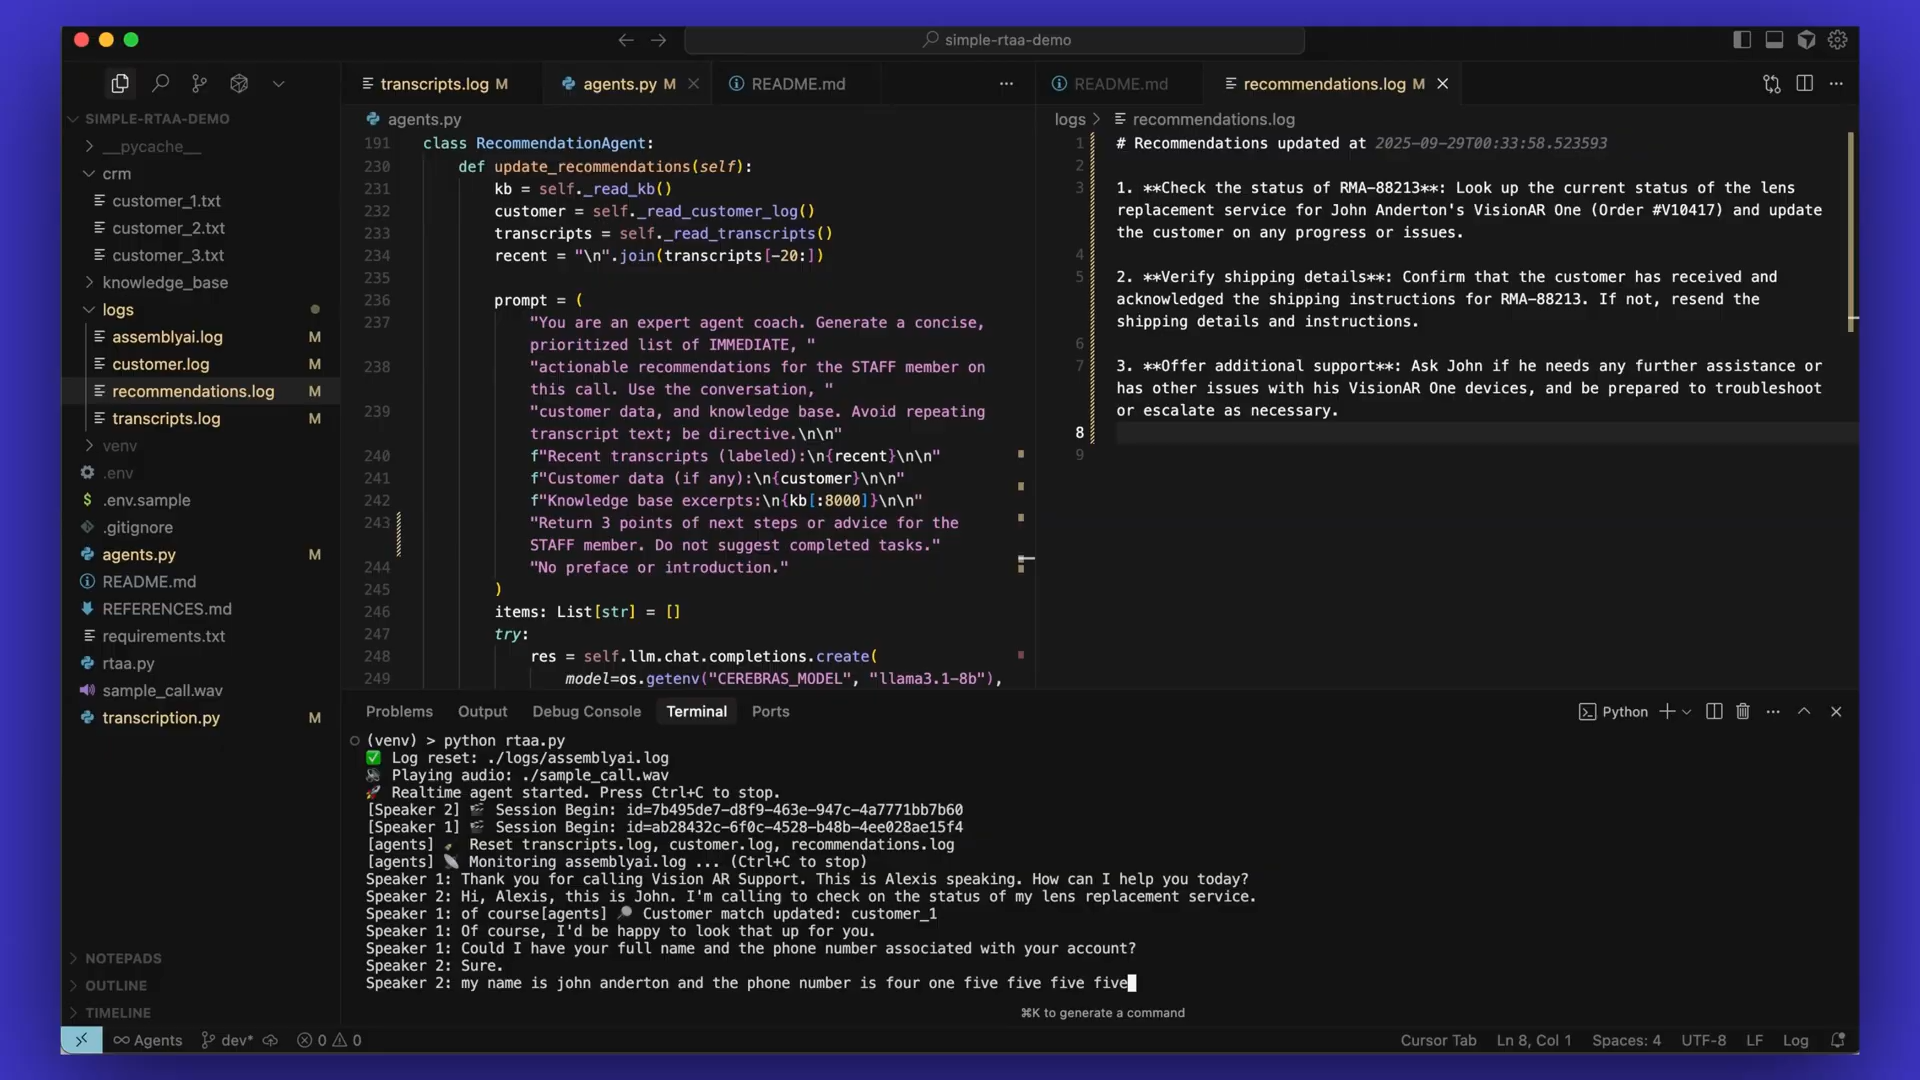 simple-rtaa-demo
SIMPLE-RTAA-DEMO
__pycache__
crm
customer_1.txt
customer_2.txt
customer_3.txt
knowledge_base
logs
assemblyai.log M
customer.log M
recommendations.log M
transcripts.log M
venv
.env
.env.sample
.gitignore
agents.py M
README.md
REFERENCES.md
requirements.txt
rtaa.py
sample_call.wav
transcription.py M
NOTEPADS
OUTLINE
TIMELINE
transcripts.log M
agents.py M
README.md
agents.py
191 class RecommendationAgent:
230 def update_recommendations(self):
231 kb = self._read_kb()
232 customer = self._read_customer_log()
233 transcripts = self._read_transcripts()
234 recent = "\n".join(transcripts[-20:])
235
236 prompt = (
237 "You are an expert agent coach. Generate a concise,
prioritized list of IMMEDIATE, "
238 "actionable recommendations for the STAFF member on
this call. Use the conversation, "
239 "customer data, and knowledge base. Avoid repeating
transcript text; be directive.\n\n"
240 f"Recent transcripts (labeled):\n{recent}\n\n"
241 f"Customer data (if any):\n{customer}\n\n"
242 f"Knowledge base excerpts:\n{kb[:8000]}\n\n"
243 "Return 3 points of next steps or advice for the
STAFF member. Do not suggest completed tasks."
244 "No preface or introduction."
245 )
246 items: List[str] = []
247 try:
248 res = self.llm.chat.completions.create(
249 model=os.getenv("CEREBRAS_MODEL", "llama3.1-8b"),
README.md
recommendations.log M
logs > recommendations.log
1 # Recommendations updated at 2025-09-29T00:33:58.523593
2
3 1. **Check the status of RMA-88213**: Look up the current status of the lens
replacement service for John Anderton's VisionAR One (Order #V10417) and update
the customer on any progress or issues.
4
5 2. **Verify shipping details**: Confirm that the customer has received and
acknowledged the shipping instructions for RMA-88213. If not, resend the
shipping details and instructions.
6
7 3. **Offer additional support**: Ask John if he needs any further assistance or
has other issues with his VisionAR One devices, and be prepared to troubleshoot
or escalate as necessary.
8
9
Problems Output Debug Console Terminal Ports
Python
(venv) > python rtaa.py
Log reset: ./logs/assemblyai.log
Playing audio: ./sample_call.wav
Realtime agent started. Press Ctrl+C to stop.
[Speaker 2] Session Begin: id=7b495de7-d8f9-463e-947c-4a7771bb7b60
[Speaker 1] Session Begin: id=ab28432c-6f0c-4528-b48b-4ee028ae15f4
[agents] Reset transcripts.log, customer.log, recommendations.log
[agents] Monitoring assemblyai.log ... (Ctrl+C to stop)
Speaker 1: Thank you for calling Vision AR Support. This is Alexis speaking. How can I help you today?
Speaker 2: Hi, Alexis, this is John. I'm calling to check on the status of my lens replacement service.
Speaker 1: of course[agents] Customer match updated: customer_1
Speaker 1: Of course, I'd be happy to look that up for you.
Speaker 1: Could I have your full name and the phone number associated with your account?
Speaker 2: Sure.
Speaker 2: my name is john anderton and the phone number is four one five five five five
⌘K to generate a command
Agents dev* 0 0
Cursor Tab Ln 8, Col 1 Spaces: 4 UTF-8 LF Log